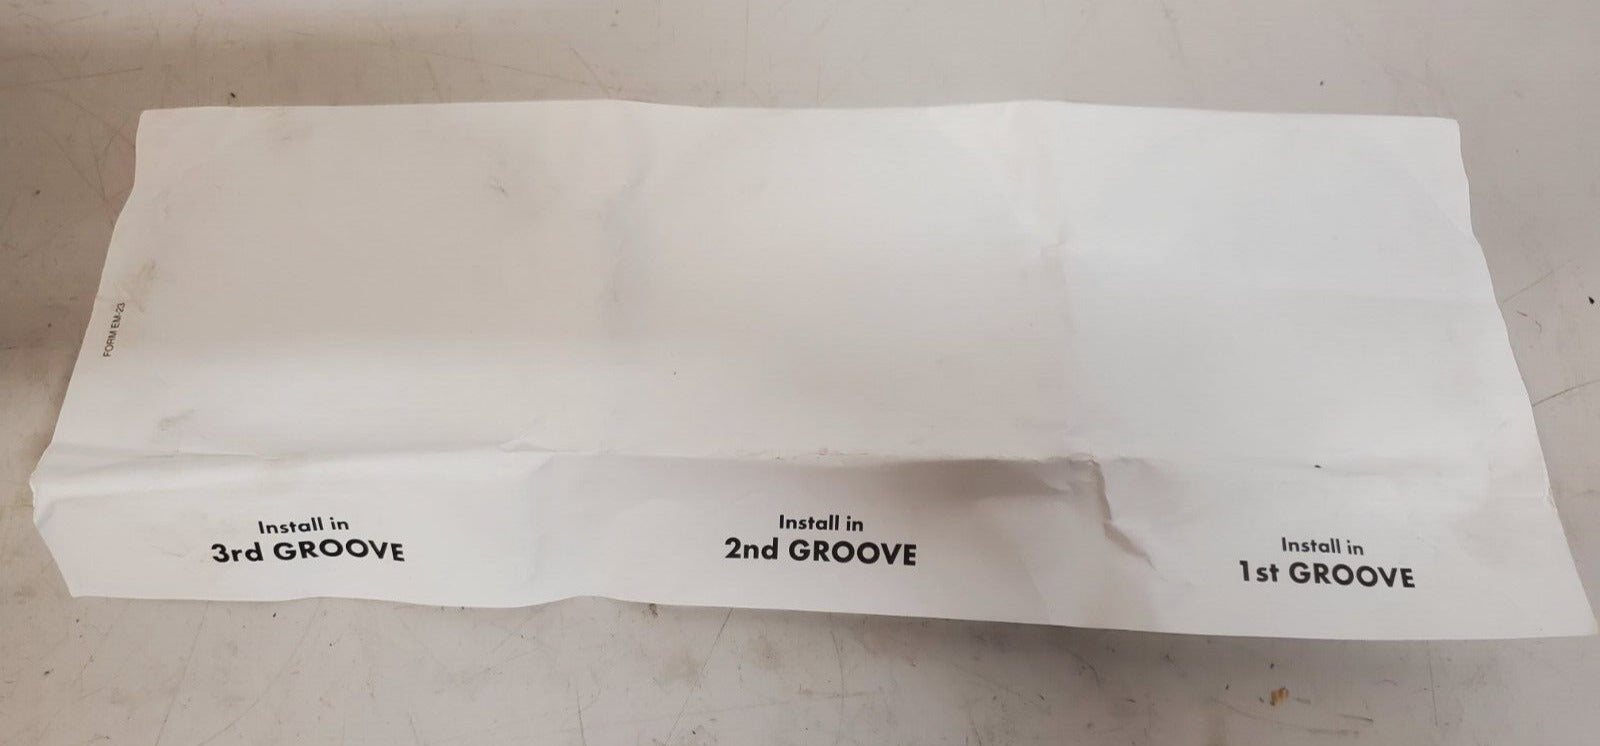 FORM EM-23
Install in
3rd GROOVE
Install in
2nd GROOVE
Install in
1st GROOVE